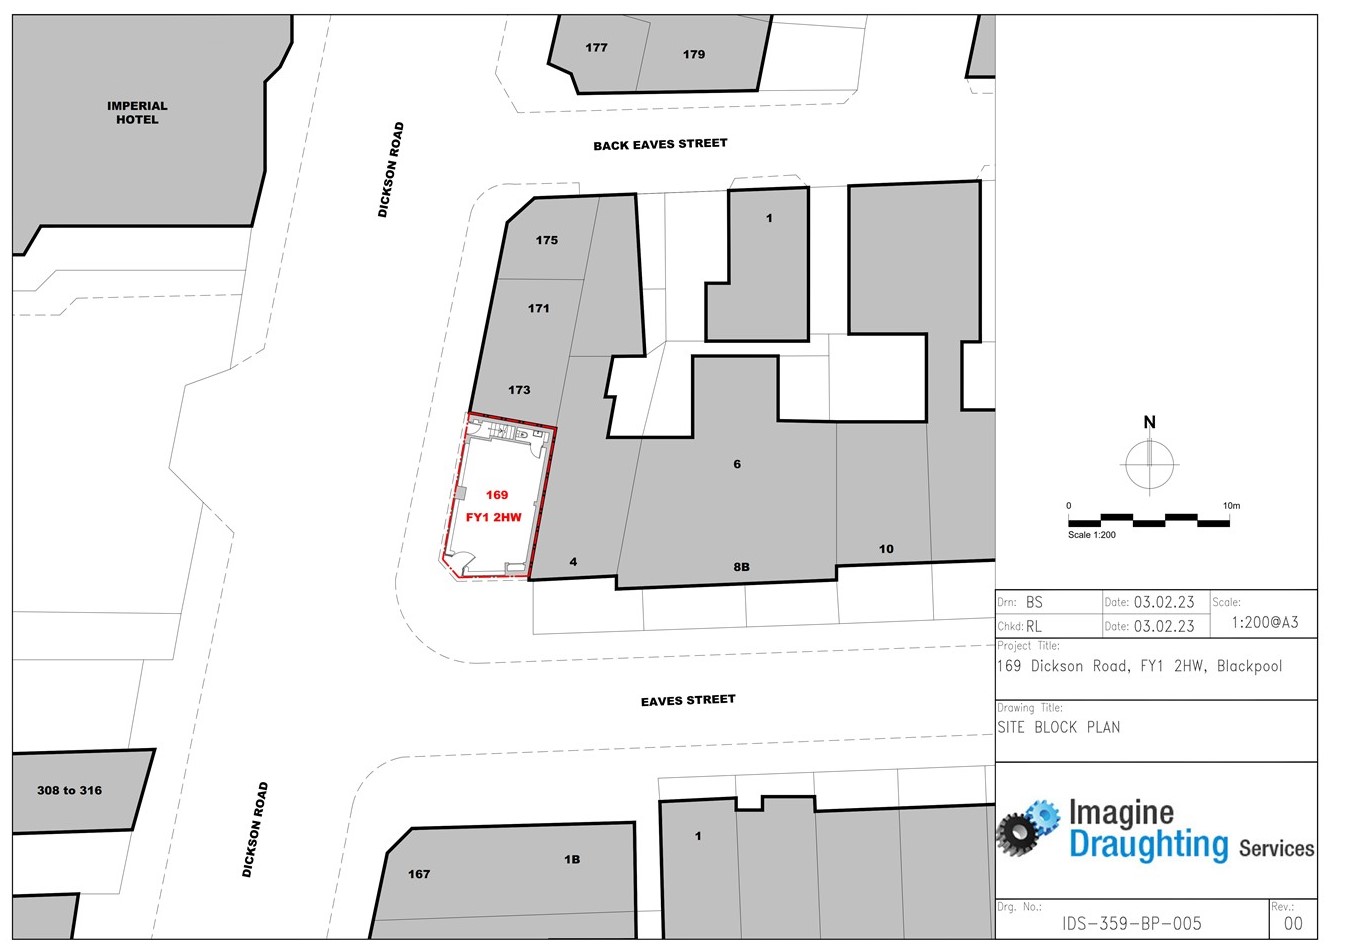 177
179
IMPERIAL
HOTEL
DICKSON ROAD
BACK EAVES STREET
175
1
171
173
169
FY1 2HW
6
4
8B
10
EAVES STREET
308 to 316
DICKSON ROAD
167
1B
1
N
0
10m
Scale 1:200
Drn: BS
Date: 03.02.23
Scale:
1:200@A3
Chkd: RL
Date: 03.02.23
Project Title:
169 Dickson Road, FY1 2HW, Blackpool
Drawing Title:
SITE BLOCK PLAN
Imagine
Draughting Services
Drg. No.:
IDS-359-BP-005
Rev.:
00